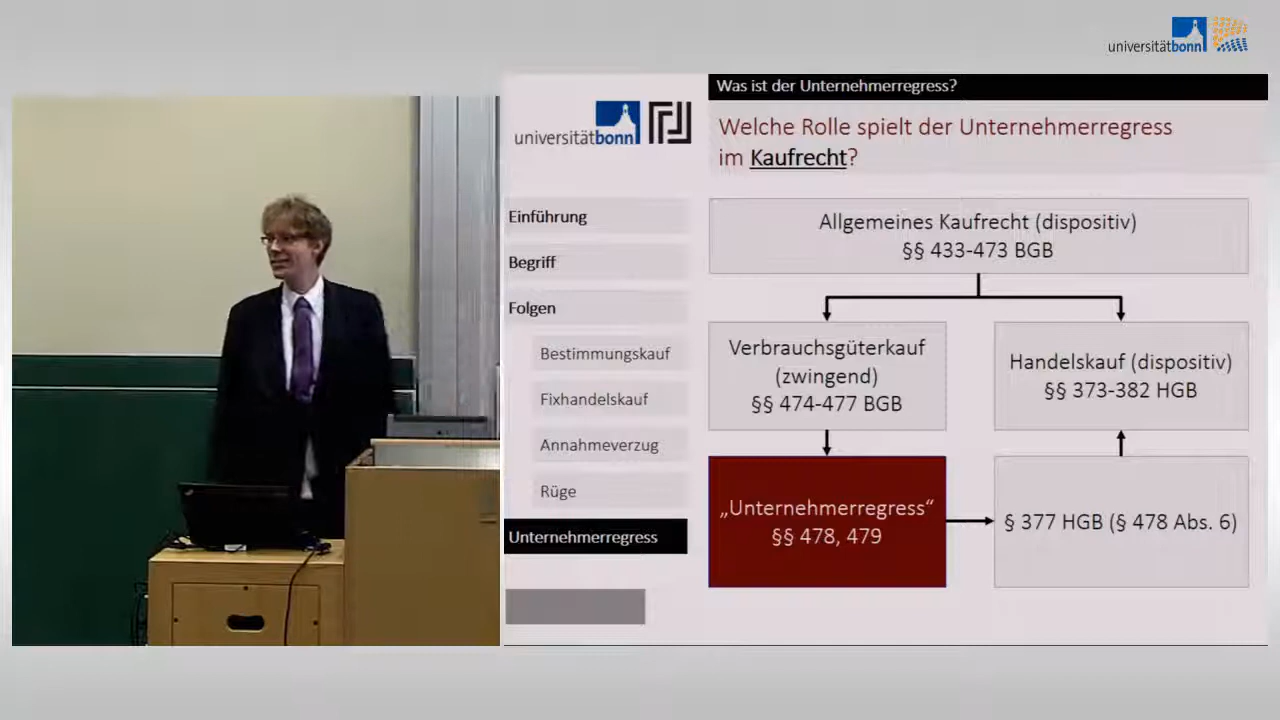 universitätbonn
Was ist der Unternehmerregress?
universitätbonn
Welche Rolle spielt der Unternehmerregress
im Kaufrecht?
Einführung
Begriff
Folgen
Bestimmungskauf
Fixhandelskauf
Annahmeverzug
Rüge
Unternehmerregress
Allgemeines Kaufrecht (dispositiv)
§§ 433-473 BGB
Verbrauchsgüterkauf
(zwingend)
§§ 474-477 BGB
Handelskauf (dispositiv)
§§ 373-382 HGB
„Unternehmerregress“
§§ 478, 479
§ 377 HGB (§ 478 Abs. 6)